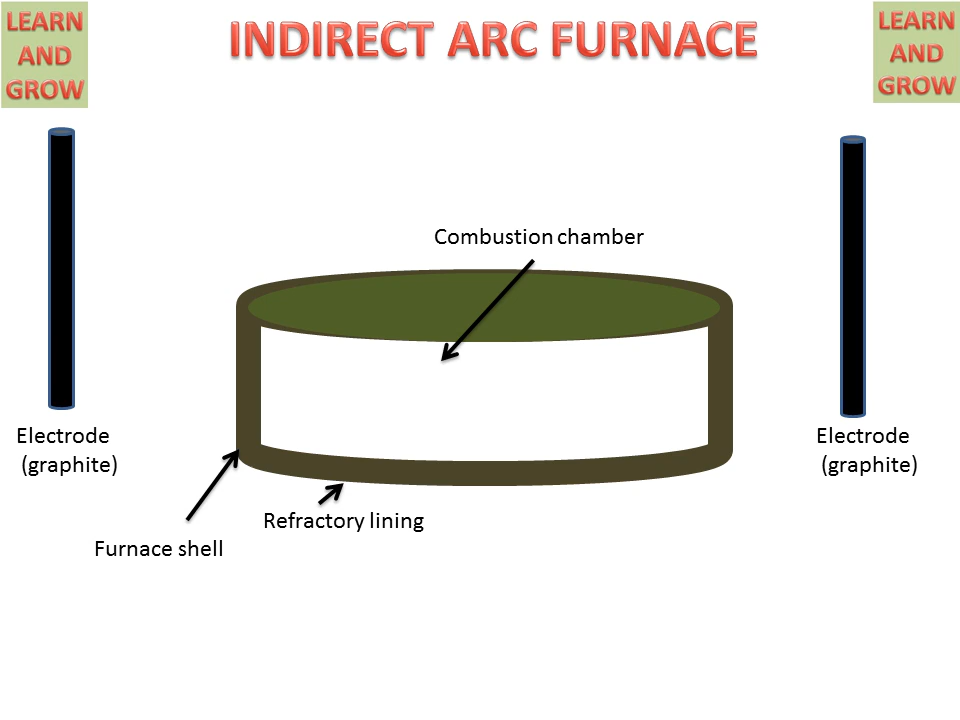 LEARN
AND
GROW
INDIRECT ARC FURNACE
LEARN
AND
GROW
Combustion chamber
Electrode
(graphite)
Electrode
(graphite)
Refractory lining
Furnace shell